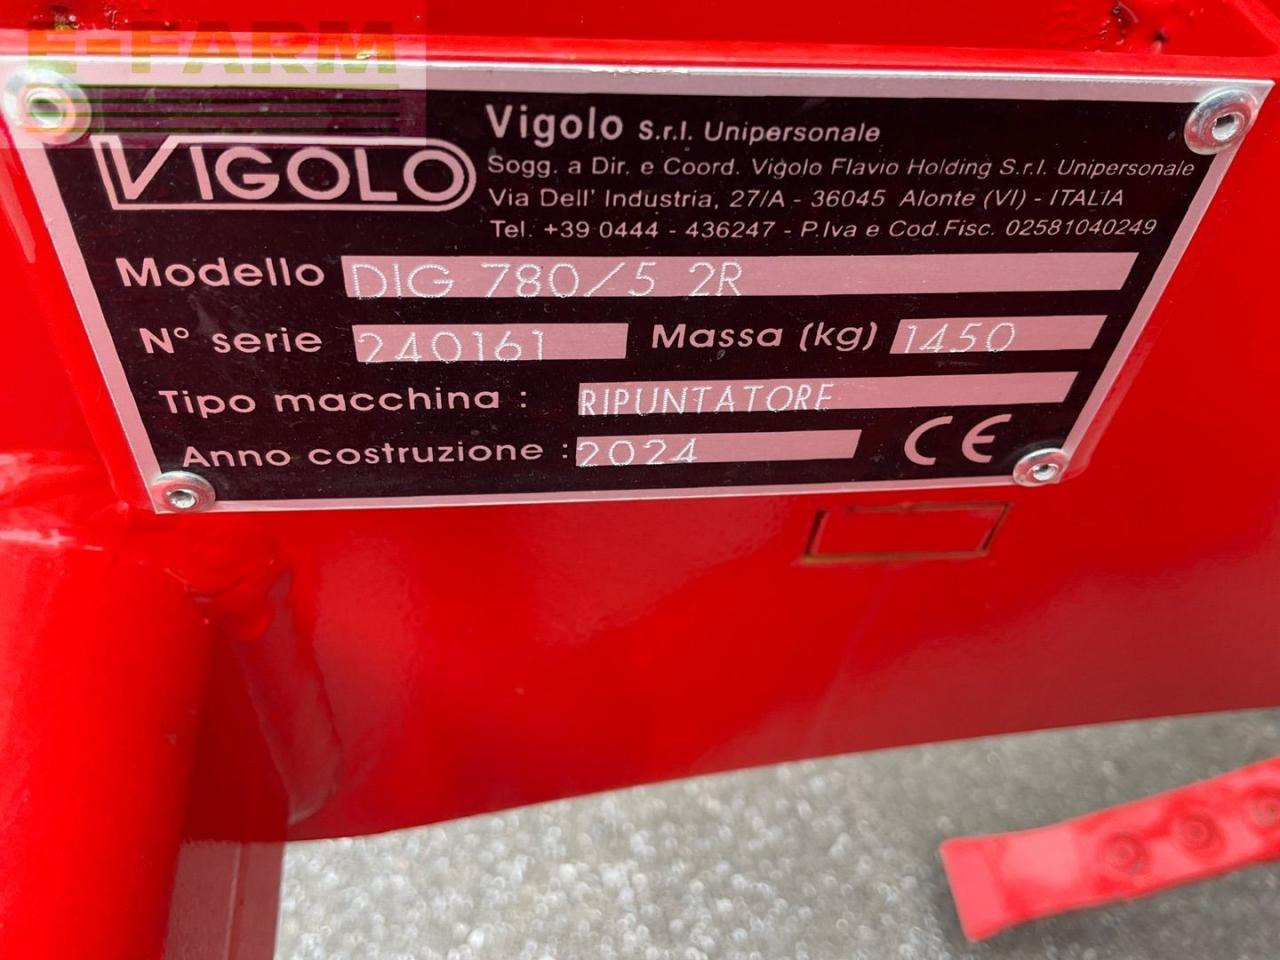 E-FARM
VIGOLO
Vigolo S.r.l. Unipersonale
Sogg. a Dir. e Coord. Vigolo Flavio Holding S.r.l. Unipersonale
Via Dell' Industria, 27/A - 36045 Alonte (VI) - ITALIA
Tel. +39 0444 - 436247 - P.Iva e Cod.Fisc. 02581040249
Modello DIG 780/5 2R
N° serie 240161 Massa (kg) 1450
Tipo macchina : RIPUNTATORE
Anno costruzione : 2024 CE